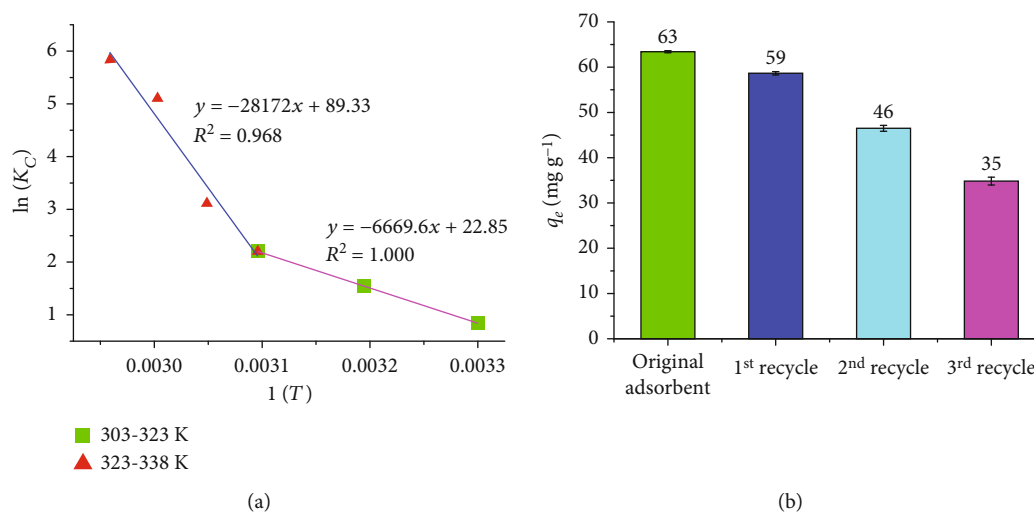 6
5
4
3
2
1
ln (K_C)
y = −28172x + 89.33
R² = 0.968
y = −6669.6x + 22.85
R² = 1.000
0.0030 0.0031 0.0032 0.0033
1 (T)
303-323 K
323-338 K
(a)
70
60
50
40
30
20
10
0
q_e (mg g⁻¹)
63
59
46
35
Original adsorbent
1st recycle
2nd recycle
3rd recycle
(b)